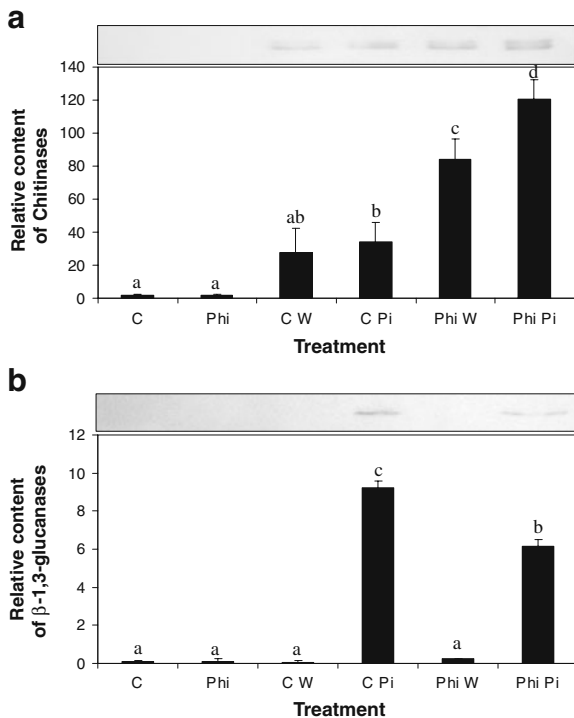 a
140
120
100
80
60
40
20
0
Relative content
of Chitinases
a
a
ab
b
c
d
C
Phi
C W
C Pi
Phi W
Phi Pi
Treatment
b
12
10
8
6
4
2
0
Relative content
of β-1,3-glucanases
a
a
a
c
a
b
C
Phi
C W
C Pi
Phi W
Phi Pi
Treatment